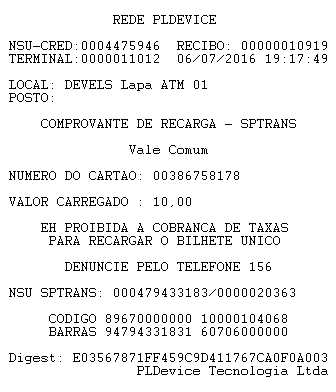 REDE PLDEVICE
NSU-CRED:0004475946 RECIBO: 00000010919
TERMINAL:0000011012 06/07/2016 19:17:49
LOCAL: DEVELS Lapa ATM 01
POSTO:
COMPROVANTE DE RECARGA - SPTRANS
Vale Comum
NUMERO DO CARTAO: 00386758178
VALOR CARREGADO : 10,00
EH PROIBIDA A COBRANCA DE TAXAS
PARA RECARGAR O BILHETE UNICO
DENUNCIE PELO TELEFONE 156
NSU SPTRANS: 000479433183/0000020363
CODIGO 89670000000 10000104068
BARRAS 94794331831 60706000000
Digest: E03567871FF459C9D411767CA0F0A003
PLDevice Tecnologia Ltda